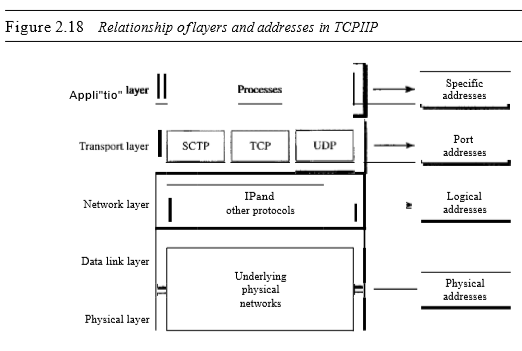 Figure 2.18 Relationship of layers and addresses in TCPIIP
Appli"tio" layer
Processes
Specific
addresses
Transport layer
SCTP
TCP
UDP
Port
addresses
Network layer
IPand
other protocols
Logical
addresses
Data link layer
Underlying
physical
networks
Physical
addresses
Physical layer